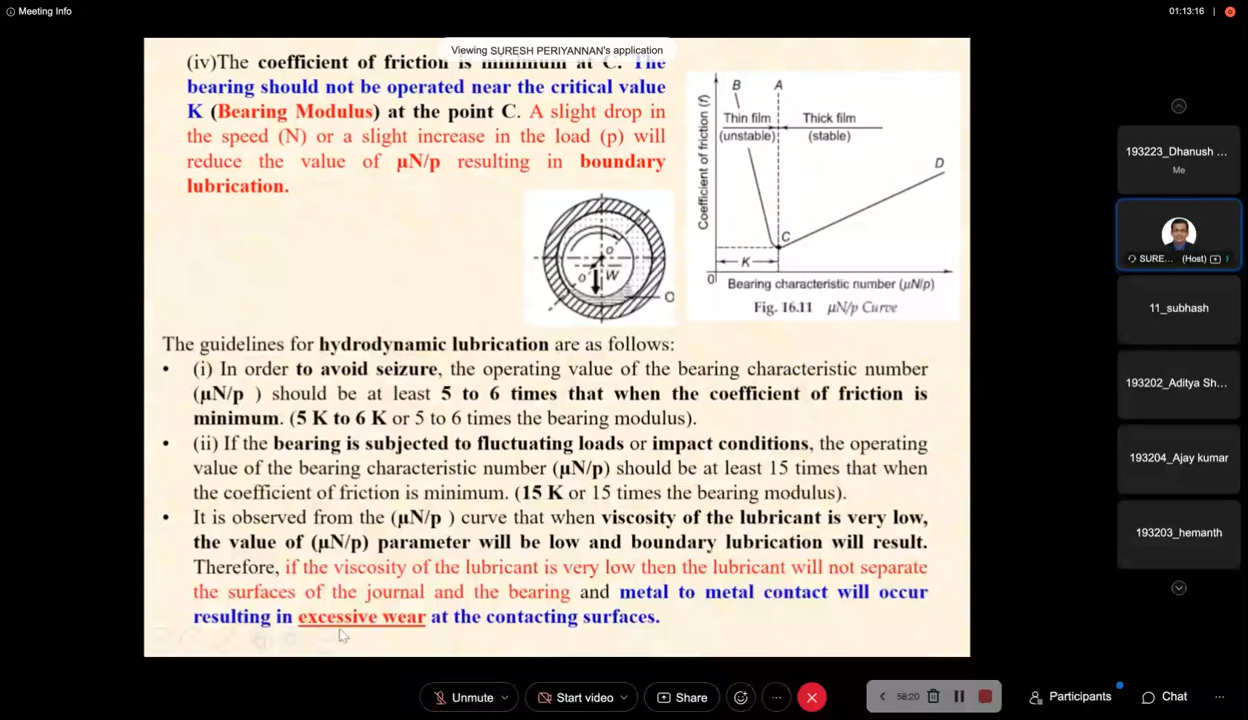 Meeting Info
01:13:16
Viewing SURESH PERIYANNAN's application
(iv)The coefficient of friction is minimum at C. The
bearing should not be operated near the critical value
K (Bearing Modulus) at the point C. A slight drop in
the speed (N) or a slight increase in the load (p) will
reduce the value of µN/p resulting in boundary
lubrication.
O
O'
W
O
Coefficient of friction (f)
B
A
Thin film
(unstable)
Thick film
(stable)
D
C
K
0
Bearing characteristic number (µN/p)
Fig. 16.11 µN/p Curve
The guidelines for hydrodynamic lubrication are as follows:
• (i) In order to avoid seizure, the operating value of the bearing characteristic number
(µN/p ) should be at least 5 to 6 times that when the coefficient of friction is
minimum. (5 K to 6 K or 5 to 6 times the bearing modulus).
• (ii) If the bearing is subjected to fluctuating loads or impact conditions, the operating
value of the bearing characteristic number (µN/p) should be at least 15 times that when
the coefficient of friction is minimum. (15 K or 15 times the bearing modulus).
• It is observed from the (µN/p ) curve that when viscosity of the lubricant is very low,
the value of (µN/p) parameter will be low and boundary lubrication will result.
Therefore, if the viscosity of the lubricant is very low then the lubricant will not separate
the surfaces of the journal and the bearing and metal to metal contact will occur
resulting in excessive wear at the contacting surfaces.
193223_Dhanush ...
Me
SURE... (Host)
11_subhash
193202_Aditya Sh...
193204_Ajay kumar
193203_hemanth
Unmute
Start video
Share
58:20
Participants
Chat